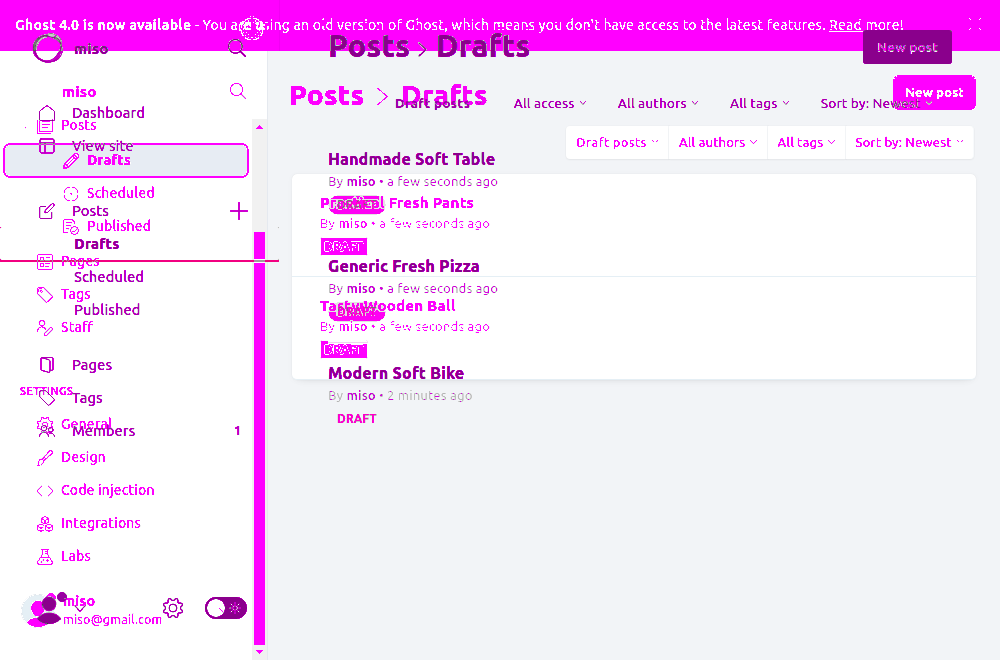 Ghost 4.0 is now available - You are using an old version of Ghost, which means you don't have access to the latest features. Read more!
miso
Posts > Drafts
New post
miso
Posts > Drafts
New post
Draft posts
All access
All authors
All tags
Sort by: Newest
Dashboard
Posts
View site
Drafts
Draft posts
All authors
All tags
Sort by: Newest
Scheduled
Posts
Published
Drafts
Pages
Scheduled
Tags
Published
Staff
Pages
SETTINGS
Tags
General
Members 1
Design
Code injection
Integrations
Labs
miso
miso@gmail.com
Handmade Soft Table
By miso • a few seconds ago
Practical Fresh Pants
By miso • a few seconds ago
DRAFT
Generic Fresh Pizza
By miso • a few seconds ago
Tasty Wooden Ball
DRAFT
By miso • a few seconds ago
DRAFT
Modern Soft Bike
By miso • 2 minutes ago
DRAFT